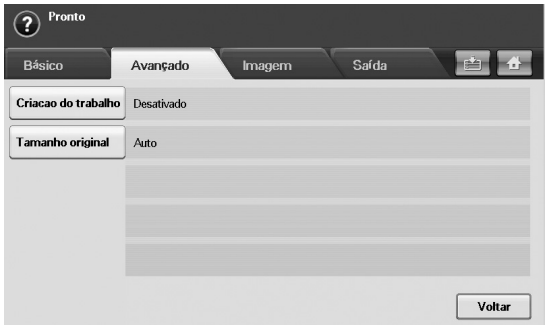 Pronto
Básico Avançado Imagem Saída
Criacao do trabalho Desativado
Tamanho original Auto
Voltar